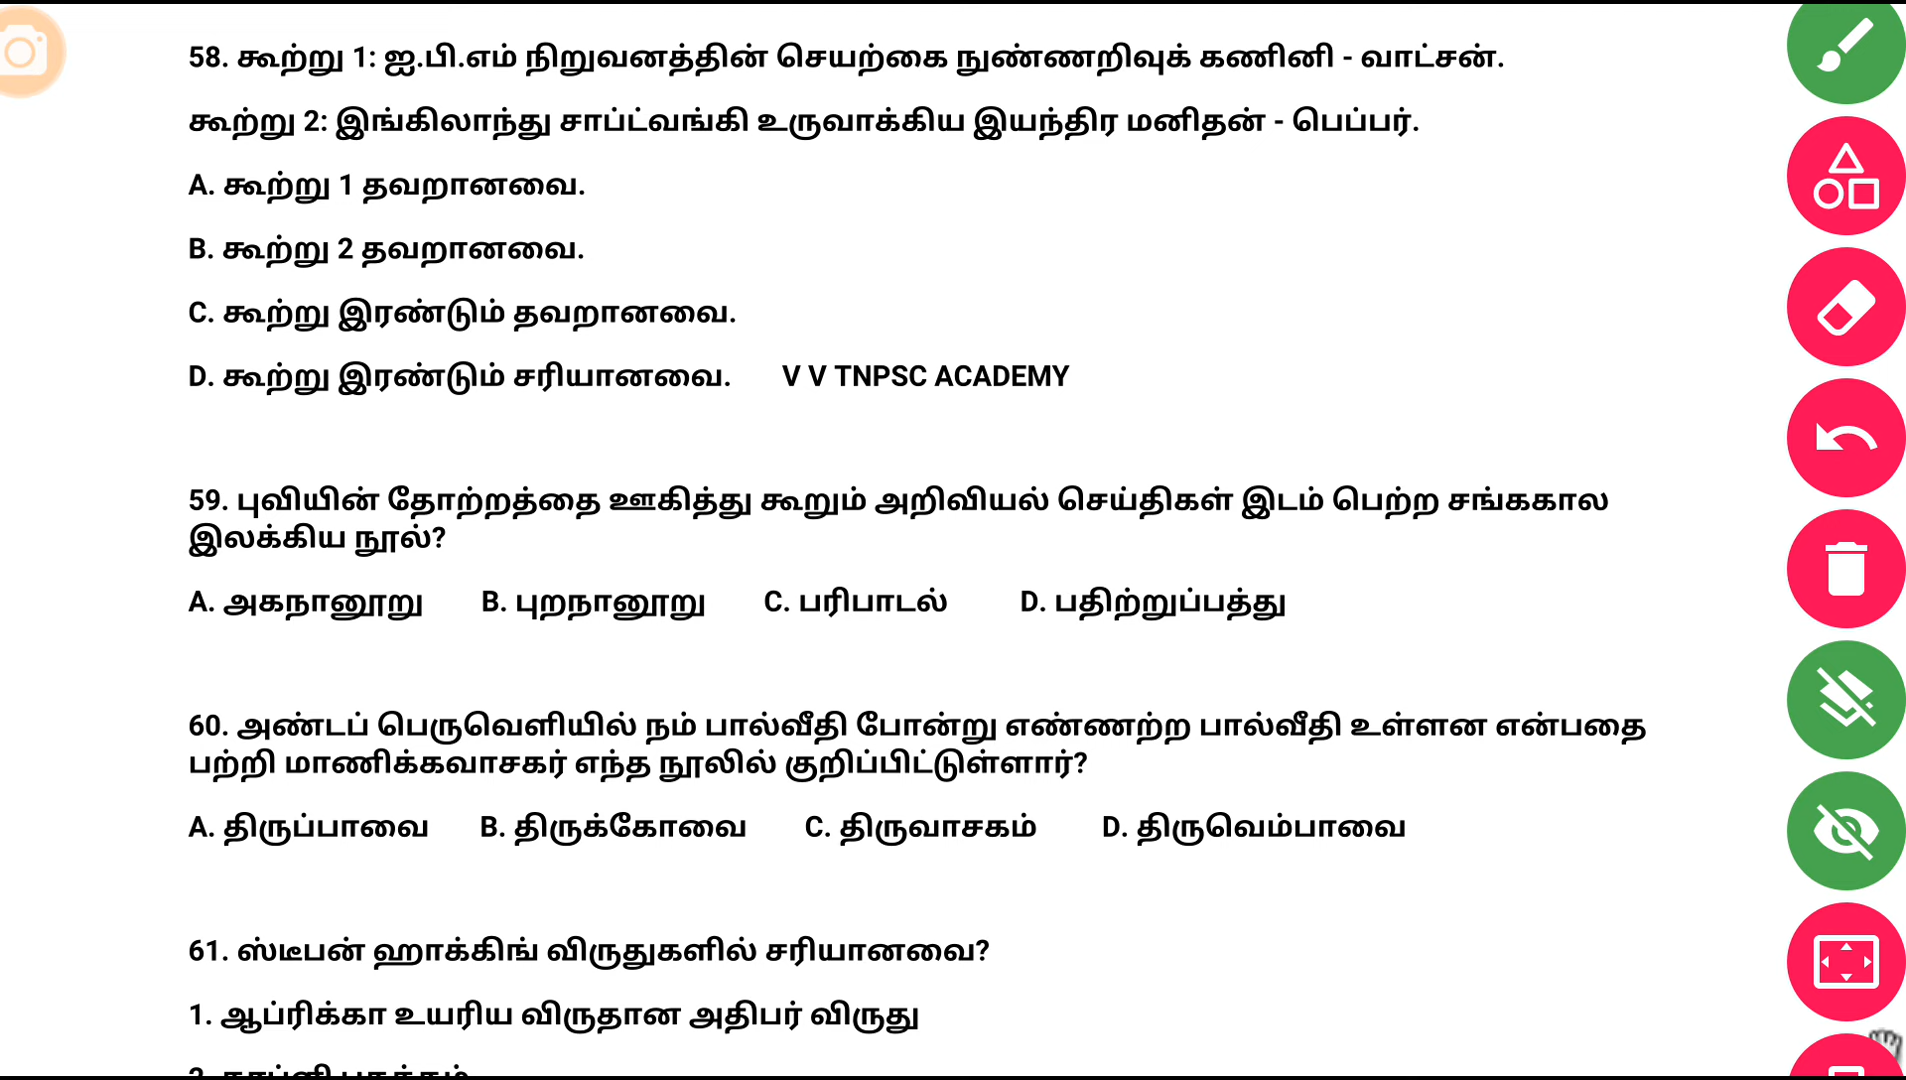 58. கூற்று 1: ஐ.பி.எம் நிறுவனத்தின் செயற்கை நுண்ணறிவுக் கணினி - வாட்சன்.
கூற்று 2: இங்கிலாந்து சாப்ட்வங்கி உருவாக்கிய இயந்திர மனிதன் - பெப்பர்.
A. கூற்று 1 தவறானவை.
B. கூற்று 2 தவறானவை.
C. கூற்று இரண்டும் தவறானவை.
D. கூற்று இரண்டும் சரியானவை. V V TNPSC ACADEMY
59. புவியின் தோற்றத்தை ஊகித்து கூறும் அறிவியல் செய்திகள் இடம் பெற்ற சங்ககால
இலக்கிய நூல்?
A. அகநானூறு B. புறநானூறு C. பரிபாடல் D. பதிற்றுப்பத்து
60. அண்டப் பெருவெளியில் நம் பால்வீதி போன்று எண்ணற்ற பால்வீதி உள்ளன என்பதை
பற்றி மாணிக்கவாசகர் எந்த நூலில் குறிப்பிட்டுள்ளார்?
A. திருப்பாவை B. திருக்கோவை C. திருவாசகம் D. திருவெம்பாவை
61. ஸ்டீபன் ஹாக்கிங் விருதுகளில் சரியானவை?
1. ஆப்ரிக்கா உயரிய விருதான அதிபர் விருது